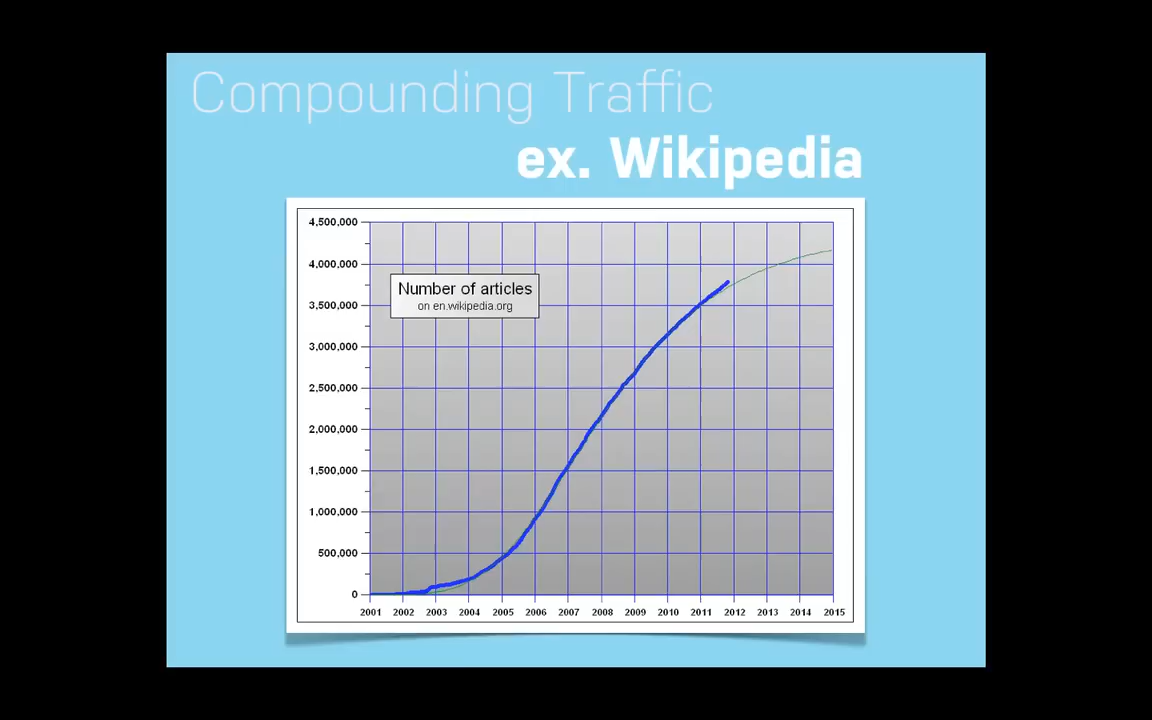 Compounding Traffic
ex. Wikipedia
4,500,000
4,000,000
3,500,000
3,000,000
2,500,000
2,000,000
1,500,000
1,000,000
500,000
0
Number of articles
on en.wikipedia.org
2001 2002 2003 2004 2005 2006 2007 2008 2009 2010 2011 2012 2013 2014 2015